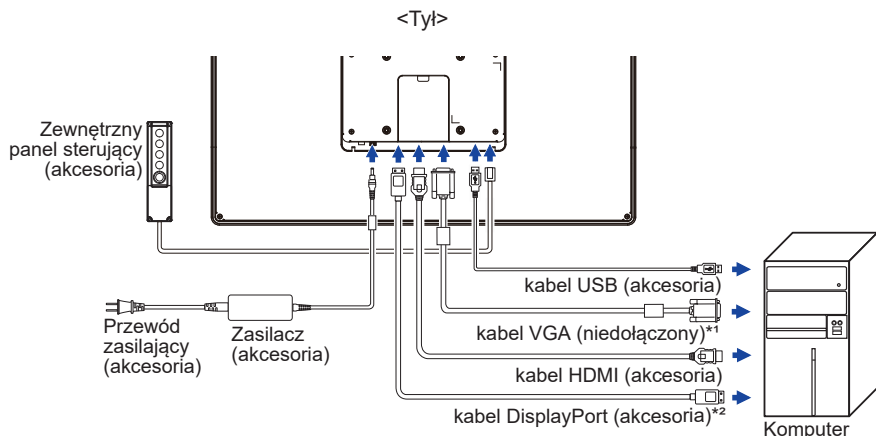 <Tył>
Zewnętrzny
panel sterujący
(akcesoria)
kabel USB (akcesoria)
Przewód
zasilający
(akcesoria)
Zasilacz
(akcesoria)
kabel VGA (niedołączony)*1
kabel HDMI (akcesoria)
kabel DisplayPort (akcesoria)*2
Komputer